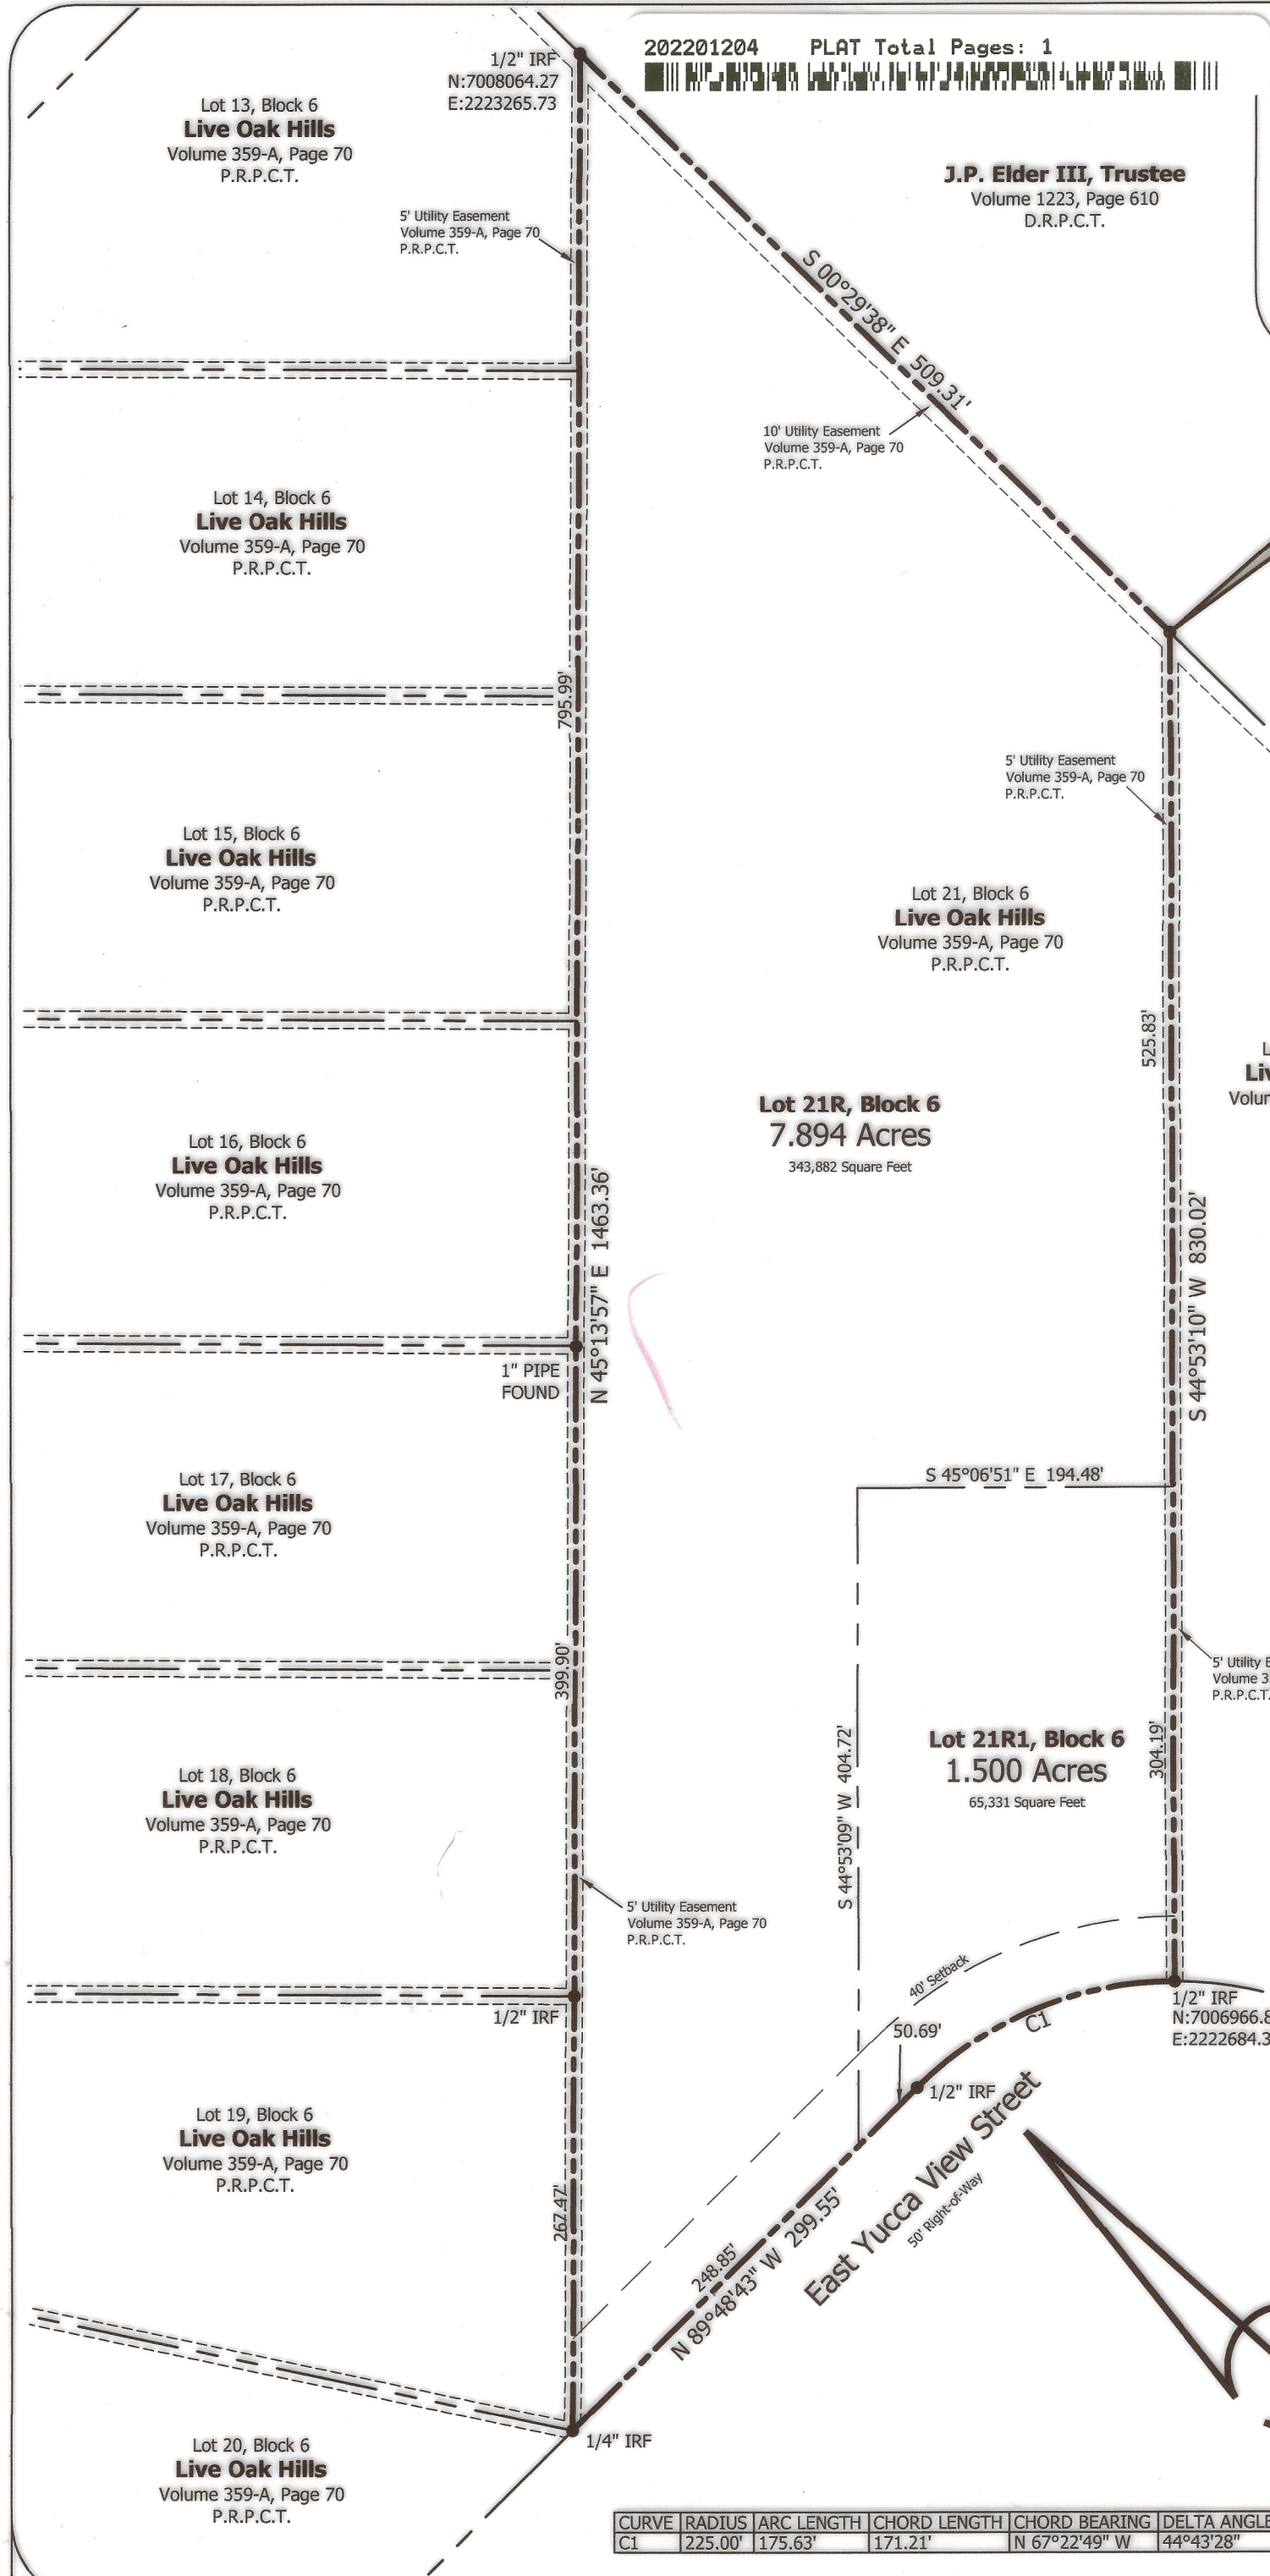 202201204 PLAT Total Pages: 1
1/2" IRF
N:7008064.27
E:2223265.73
Lot 13, Block 6
Live Oak Hills
Volume 359-A, Page 70
P.R.P.C.T.
J.P. Elder III, Trustee
Volume 1223, Page 610
D.R.P.C.T.
5' Utility Easement
Volume 359-A, Page 70
P.R.P.C.T.
S 00°29'38" E 509.31'
10' Utility Easement
Volume 359-A, Page 70
P.R.P.C.T.
Lot 14, Block 6
Live Oak Hills
Volume 359-A, Page 70
P.R.P.C.T.
795.99'
5' Utility Easement
Volume 359-A, Page 70
P.R.P.C.T.
Lot 15, Block 6
Live Oak Hills
Volume 359-A, Page 70
P.R.P.C.T.
Lot 21, Block 6
Live Oak Hills
Volume 359-A, Page 70
P.R.P.C.T.
525.83'
L
Liv
Volum
Lot 21R, Block 6
7.894 Acres
343,882 Square Feet
Lot 16, Block 6
Live Oak Hills
Volume 359-A, Page 70
P.R.P.C.T.
N 45°13'57" E 1463.36'
S 44°53'10" W 830.02'
1" PIPE
FOUND
S 45°06'51" E 194.48'
Lot 17, Block 6
Live Oak Hills
Volume 359-A, Page 70
P.R.P.C.T.
399.90'
5' Utility E
Volume 3
P.R.P.C.T.
Lot 21R1, Block 6
1.500 Acres
65,331 Square Feet
304.19'
S 44°53'09" W 404.72'
Lot 18, Block 6
Live Oak Hills
Volume 359-A, Page 70
P.R.P.C.T.
5' Utility Easement
Volume 359-A, Page 70
P.R.P.C.T.
40' Setback
1/2" IRF
1/2" IRF
N:7006966.8
E:2222684.3
50.69'
C1
1/2" IRF
Lot 19, Block 6
Live Oak Hills
Volume 359-A, Page 70
P.R.P.C.T.
267.47'
East Yucca View Street
50' Right-of-Way
248.85'
N 89°48'43" W 299.55'
1/4" IRF
Lot 20, Block 6
Live Oak Hills
Volume 359-A, Page 70
P.R.P.C.T.
CURVE RADIUS ARC LENGTH CHORD LENGTH CHORD BEARING DELTA ANGLE
C1 225.00' 175.63' 171.21' N 67°22'49" W 44°43'28"